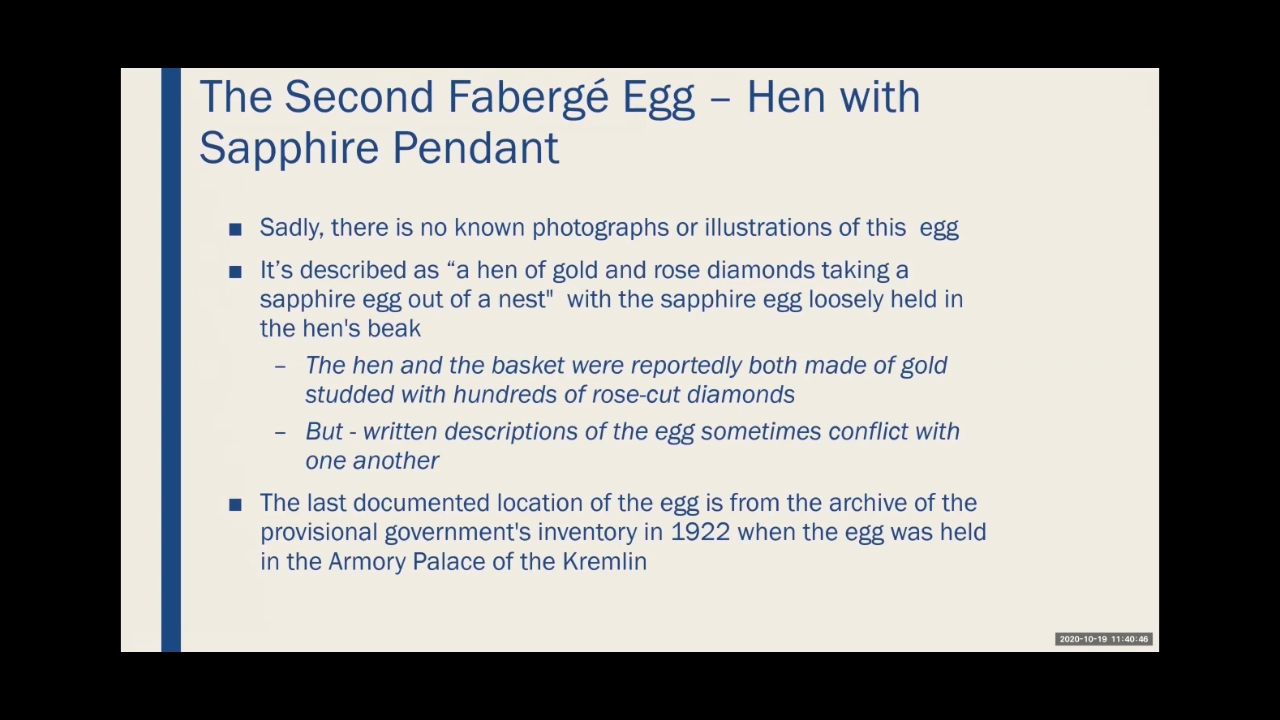 The Second Fabergé Egg – Hen with
Sapphire Pendant
■ Sadly, there is no known photographs or illustrations of this  egg
■ It’s described as “a hen of gold and rose diamonds taking a
sapphire egg out of a nest"  with the sapphire egg loosely held in
the hen's beak
– The hen and the basket were reportedly both made of gold
studded with hundreds of rose-cut diamonds
– But - written descriptions of the egg sometimes conflict with
one another
■ The last documented location of the egg is from the archive of the
provisional government's inventory in 1922 when the egg was held
in the Armory Palace of the Kremlin
2020-10-19 11:40:46